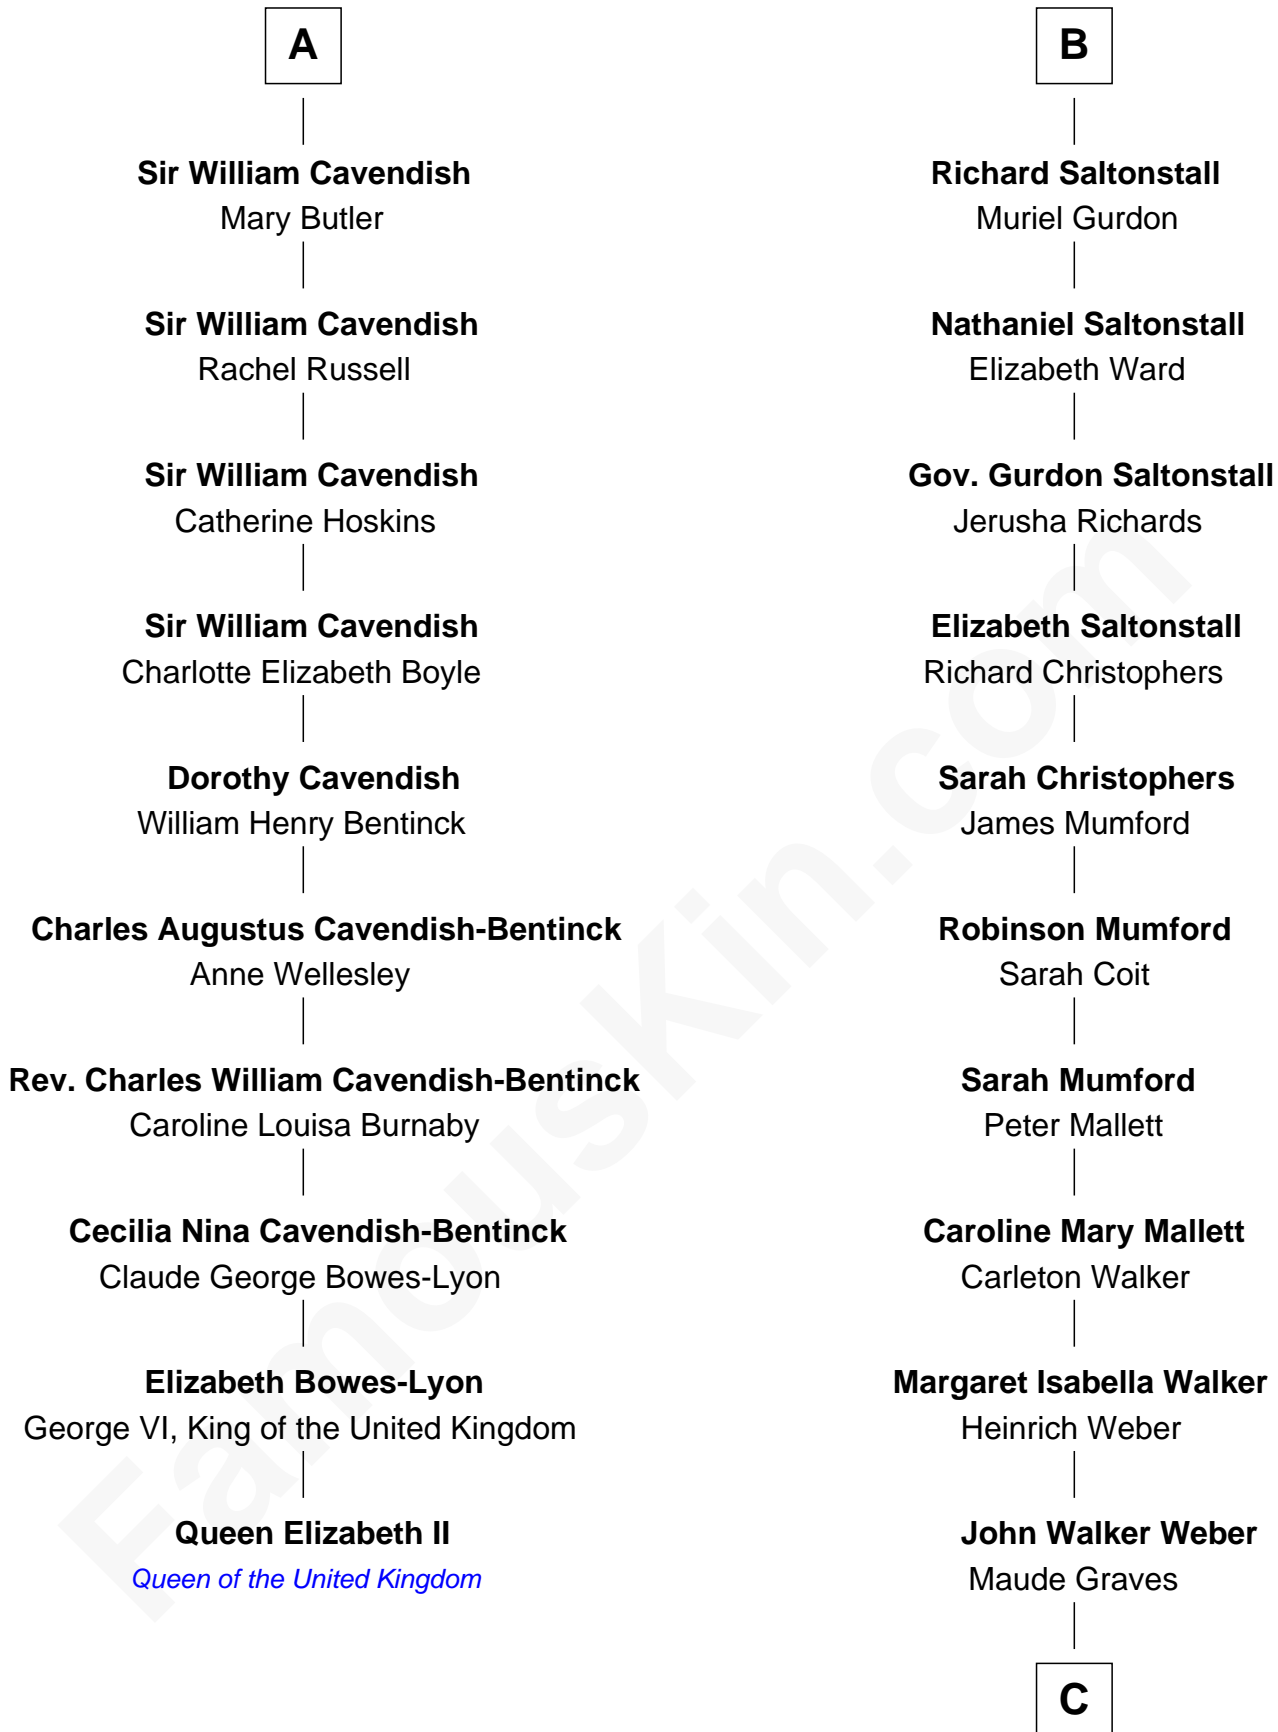 A
Sir William Cavendish
Mary Butler
Sir William Cavendish
Rachel Russell
Sir William Cavendish
Catherine Hoskins
Sir William Cavendish
Charlotte Elizabeth Boyle
Dorothy Cavendish
William Henry Bentinck
Charles Augustus Cavendish-Bentinck
Anne Wellesley
Rev. Charles William Cavendish-Bentinck
Caroline Louisa Burnaby
Cecilia Nina Cavendish-Bentinck
Claude George Bowes-Lyon
Elizabeth Bowes-Lyon
George VI, King of the United Kingdom
Queen Elizabeth II
Queen of the United Kingdom
B
Richard Saltonstall
Muriel Gurdon
Nathaniel Saltonstall
Elizabeth Ward
Gov. Gurdon Saltonstall
Jerusha Richards
Elizabeth Saltonstall
Richard Christophers
Sarah Christophers
James Mumford
Robinson Mumford
Sarah Coit
Sarah Mumford
Peter Mallett
Caroline Mary Mallett
Carleton Walker
Margaret Isabella Walker
Heinrich Weber
John Walker Weber
Maude Graves
C
FamousKin.com